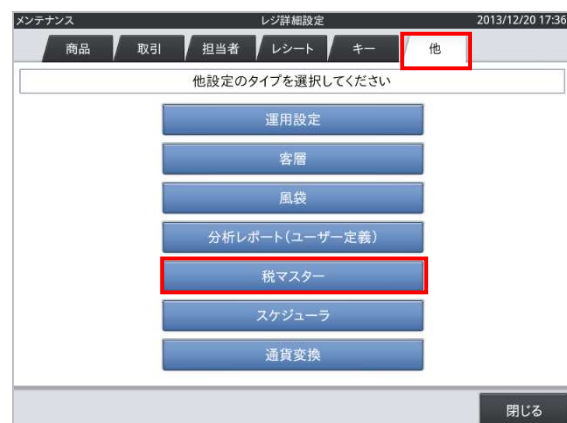 メンテナンス レジ詳細設定 2013/12/20 17:36
商品 取引 担当者 レシート キー 他
他設定のタイプを選択してください
運用設定
客層
風袋
分析レポート(ユーザー定義)
税マスター
スケジューラ
通貨変換
閉じる